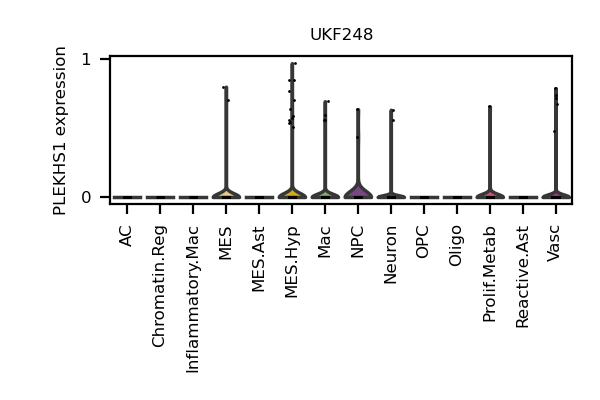 UKF248
PLEKHS1 expression
1
0
AC
Chromatin.Reg
Inflammatory.Mac
MES
MES.Ast
MES.Hyp
Mac
NPC
Neuron
OPC
Oligo
Prolif.Metab
Reactive.Ast
Vasc